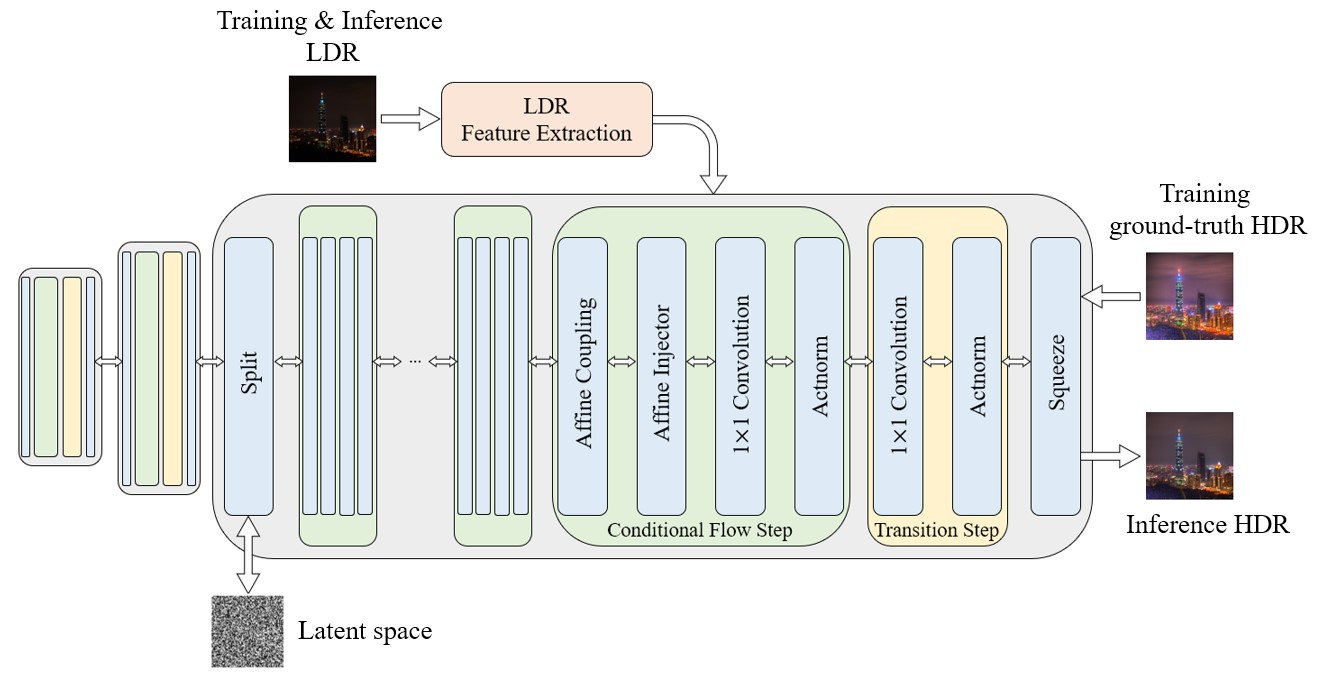 Training & Inference
LDR
LDR
Feature Extraction
Training
ground-truth HDR
Split
...
Affine Coupling
Affine Injector
1×1 Convolution
Actnorm
1×1 Convolution
Actnorm
Squeeze
Conditional Flow Step
Transition Step
Inference HDR
Latent space